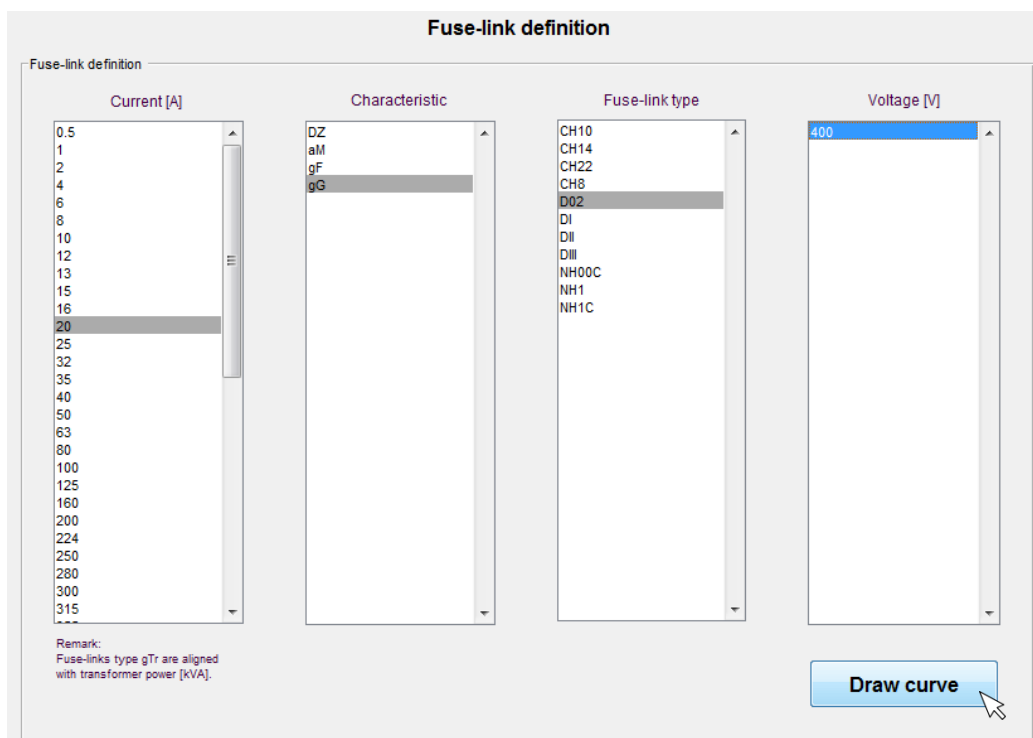 Fuse-link definition
Fuse-link definition
Current [A]
0.5
1
2
4
6
8
10
12
13
15
16
20
25
32
35
40
50
63
80
100
125
160
200
224
250
280
300
315
Remark:
Fuse-links type gTr are aligned
with transformer power [kVA].
Characteristic
DZ
aM
gF
gG
Fuse-link type
CH10
CH14
CH22
CH8
D02
DI
DII
DIII
NH00C
NH1
NH1C
Voltage [V]
400
Draw curve